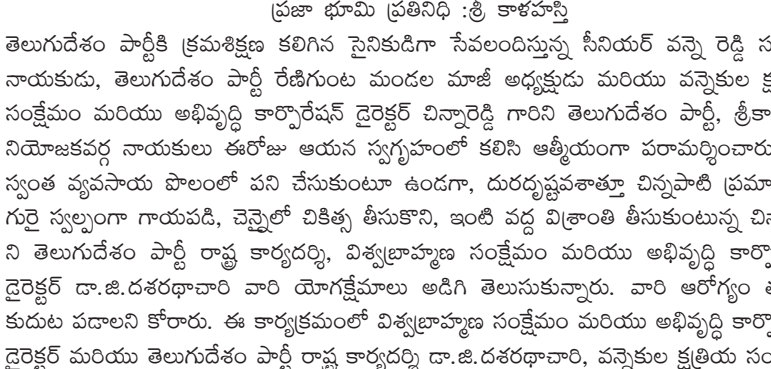 ప్రజా భూమి ప్రతినిధి :శ్రీ కాళహస్తి
తెలుగుదేశం పార్టీకి క్రమశిక్షణ కలిగిన సైనికుడిగా సేవలందిస్తున్న సీనియర్ వన్నె రెడ్డి
నాయకుడు, తెలుగుదేశం పార్టీ రేణిగుంట మండల మాజీ అధ్యక్షుడు మరియు వన్నెకుల
సంక్షేమం మరియు అభివృద్ధి కార్పొరేషన్ డైరెక్టర్ చిన్నారెడ్డి గారిని తెలుగుదేశం పార్టీ,
నియోజకవర్గ నాయకులు ఈరోజు ఆయన స్వగృహంలో కలిసి ఆత్మీయంగా పరామర్శించారు
స్వంత వ్యవసాయ పొలంలో పని చేసుకుంటూ ఉండగా, దురదృష్టవశాత్తూ చిన్నపాటి
గురై స్వల్పంగా గాయపడి, చెన్నైలో చికిత్స తీసుకొని, ఇంటి వద్ద విశ్రాంతి తీసుకుంటున్న
ని తెలుగుదేశం పార్టీ రాష్ట్ర కార్యదర్శి, విశ్వబ్రాహ్మణ సంక్షేమం మరియు అభివృద్ధి
డైరెక్టర్ డా.జి.దశరథాచారి వారి యోగక్షేమాలు అడిగి తెలుసుకున్నారు. వారి ఆరోగ్యం
కుదుట పడాలని కోరారు. ఈ కార్యక్రమంలో విశ్వబ్రాహ్మణ సంక్షేమం మరియు అభివృద్ధి
డైరెక్టర్ మరియు తెలుగుదేశం పార్టీ రాష్ట్ర కార్యదర్శి డా.జి.దశరథాచారి, వన్నెకుల క్షత్రియ